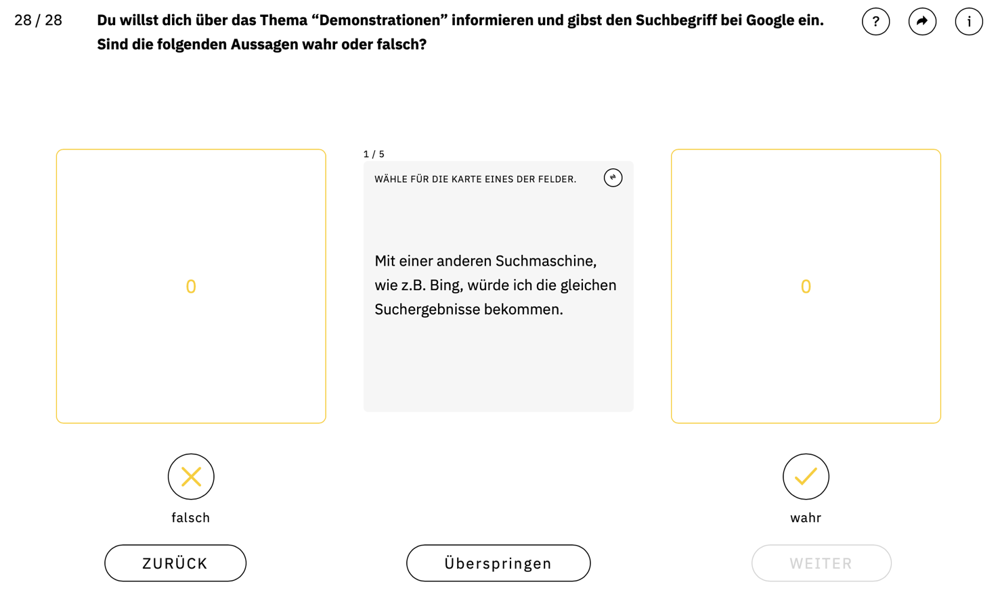 28 / 28
Du willst dich über das Thema “Demonstrationen” informieren und gibst den Suchbegriff bei Google ein.
Sind die folgenden Aussagen wahr oder falsch?
?
i
1 / 5
WÄHLE FÜR DIE KARTE EINES DER FELDER.
Mit einer anderen Suchmaschine,
wie z.B. Bing, würde ich die gleichen
Suchergebnisse bekommen.
0
0
falsch
wahr
ZURÜCK
Überspringen
WEITER